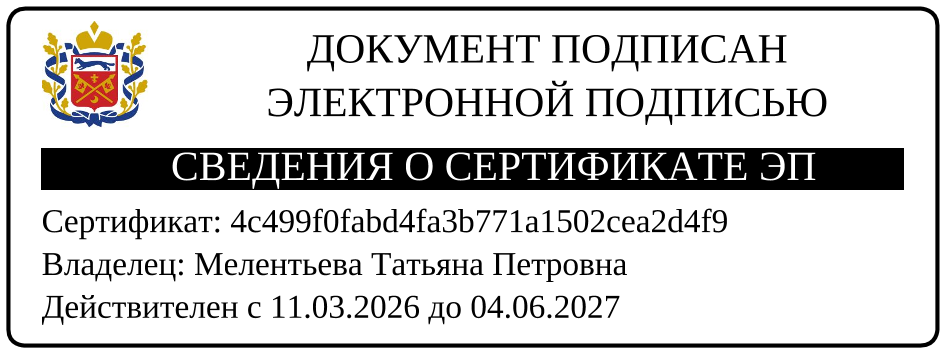 ДОКУМЕНТ ПОДПИСАН
ЭЛЕКТРОННОЙ ПОДПИСЬЮ
СВЕДЕНИЯ О СЕРТИФИКАТЕ ЭП
Сертификат: 4c499f0fabd4fa3b771a1502cea2d4f9
Владелец: Мелентьева Татьяна Петровна
Действителен с 11.03.2026 до 04.06.2027